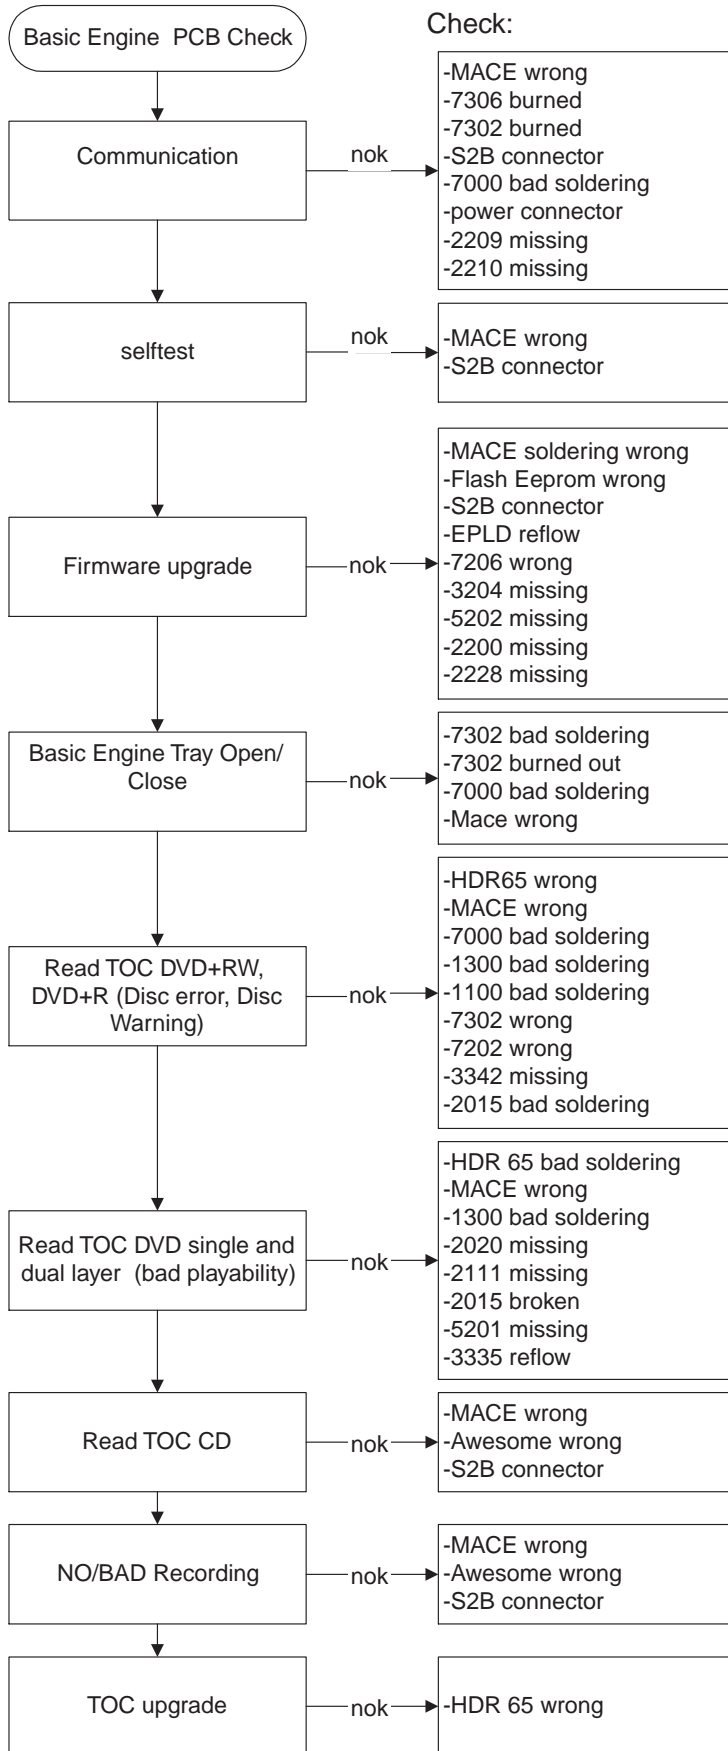 Basic Engine  PCB Check
Check:
Communication
nok
-MACE wrong
-7306 burned
-7302 burned
-S2B connector
-7000 bad soldering
-power connector
-2209 missing
-2210 missing
selftest
nok
-MACE wrong
-S2B connector
Firmware upgrade
nok
-MACE soldering wrong
-Flash Eeprom wrong
-S2B connector
-EPLD reflow
-7206 wrong
-3204 missing
-5202 missing
-2200 missing
-2228 missing
Basic Engine Tray Open/
Close
nok
-7302 bad soldering
-7302 burned out
-7000 bad soldering
-Mace wrong
Read TOC DVD+RW,
DVD+R (Disc error, Disc
Warning)
nok
-HDR65 wrong
-MACE wrong
-7000 bad soldering
-1300 bad soldering
-1100 bad soldering
-7302 wrong
-7202 wrong
-3342 missing
-2015 bad soldering
Read TOC DVD single and
dual layer  (bad playability)
nok
-HDR 65 bad soldering
-MACE wrong
-1300 bad soldering
-2020 missing
-2111 missing
-2015 broken
-5201 missing
-3335 reflow
Read TOC CD
nok
-MACE wrong
-Awesome wrong
-S2B connector
NO/BAD Recording
nok
-MACE wrong
-Awesome wrong
-S2B connector
TOC upgrade
nok
-HDR 65 wrong